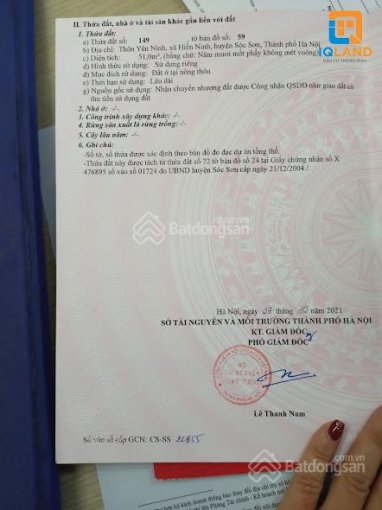 IQLAND
II. Thửa đất, nhà ở và tài sản khác gắn liền với đất
1. Thửa đất:
a) Thửa đất số: 149 , tờ bản đồ số: 59
b) Địa chỉ: Thôn Yên Ninh, xã Hiền Ninh, huyện Sóc Sơn, Thành phố Hà Nội
c) Diện tích: 51,0m², (bằng chữ: Năm mươi mốt phẩy không mét vuông)
d) Hình thức sử dụng: Sử dụng riêng
đ) Mục đích sử dụng: Đất ở tại nông thôn
e) Thời hạn sử dụng: Lâu dài
g) Nguồn gốc sử dụng: Nhận chuyển nhượng đất được Công nhận QSDĐ như giao đất có
thu tiền sử dụng đất
2. Nhà ở: -/-.
3. Công trình xây dựng khác: -/-.
4. Rừng sản xuất là rừng trồng: -/-.
5. Cây lâu năm: -/-.
6. Ghi chú:
-Số tờ, số thửa được xác định theo bản đồ đo đạc dự án tổng thể.
-Thửa đất này được tách từ thửa đất số 72 tờ bản đồ số 24 tại Giấy chứng nhận số X
476895 số vào sổ 01724 do UBND huyện Sóc Sơn cấp ngày 21/12/2004./.
Batdongsan
by PropertyGuru
Hà Nội, ngày 07 tháng 10 năm 2021
SỞ TÀI NGUYÊN VÀ MÔI TRƯỜNG THÀNH PHỐ HÀ NỘI
KT. GIÁM ĐỐC
PHÓ GIÁM ĐỐC
Lê Thanh Nam
Số vào sổ cấp GCN: CS-SS
Batdongsan